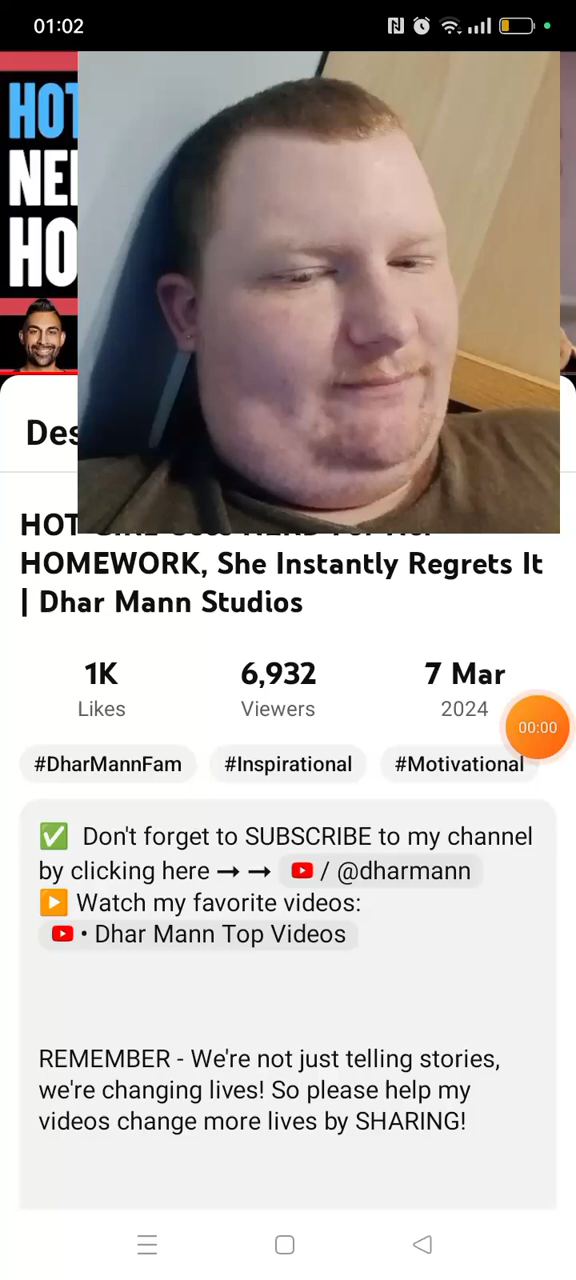 01:02
HOT
NE
HO
Des
HOT
HOMEWORK, She Instantly Regrets It
| Dhar Mann Studios
1K
6,932
7 Mar
Likes
Viewers
2024
00:00
#DharMannFam
#Inspirational
#Motivational
✅ Don't forget to SUBSCRIBE to my channel
by clicking here ➞ ➞ / @dharmann
▶️ Watch my favorite videos:
• Dhar Mann Top Videos
REMEMBER - We're not just telling stories,
we're changing lives! So please help my
videos change more lives by SHARING!